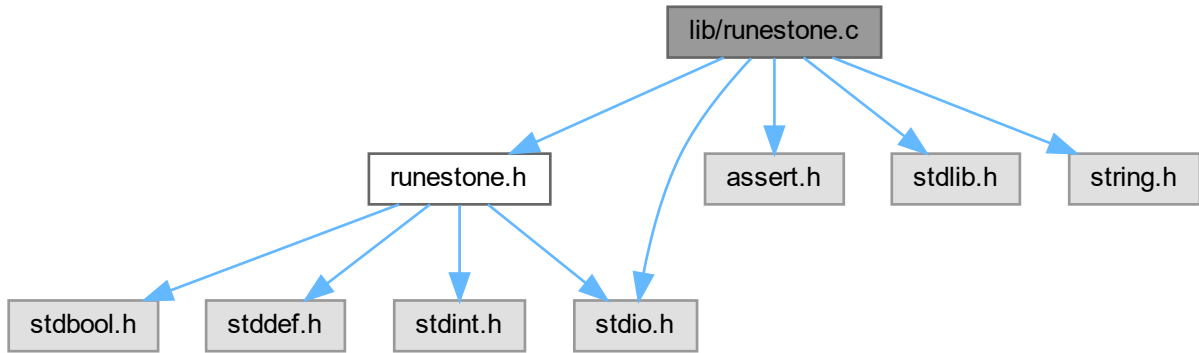 lib/runestone.c
runestone.h
assert.h
stdlib.h
string.h
stdbool.h
stddef.h
stdint.h
stdio.h